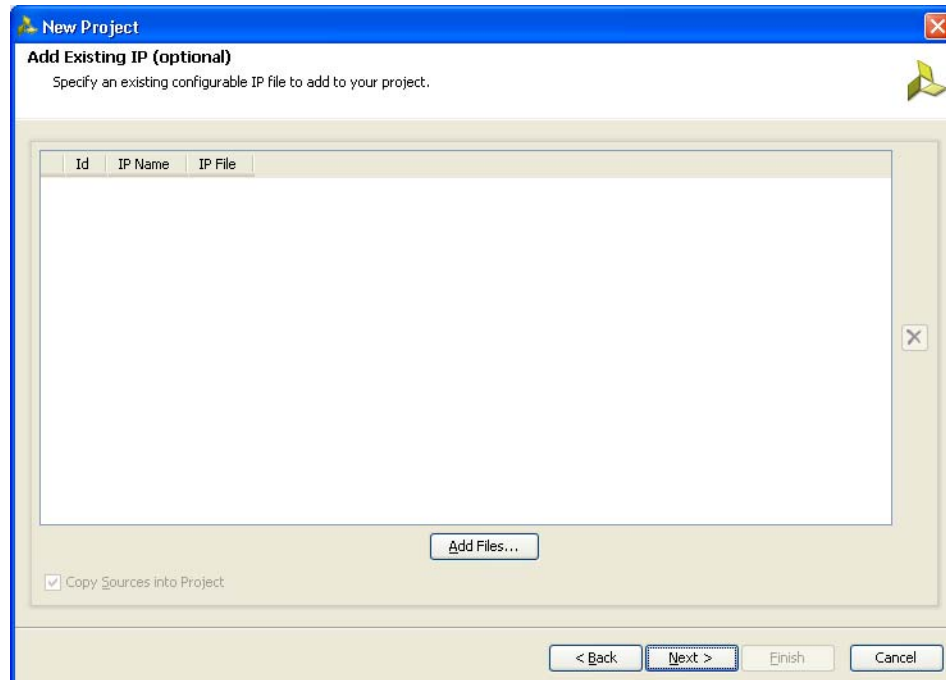 New Project
Add Existing IP (optional)
Specify an existing configurable IP file to add to your project.
Id IP Name IP File
Add Files...
Copy Sources into Project
< Back Next > Finish Cancel